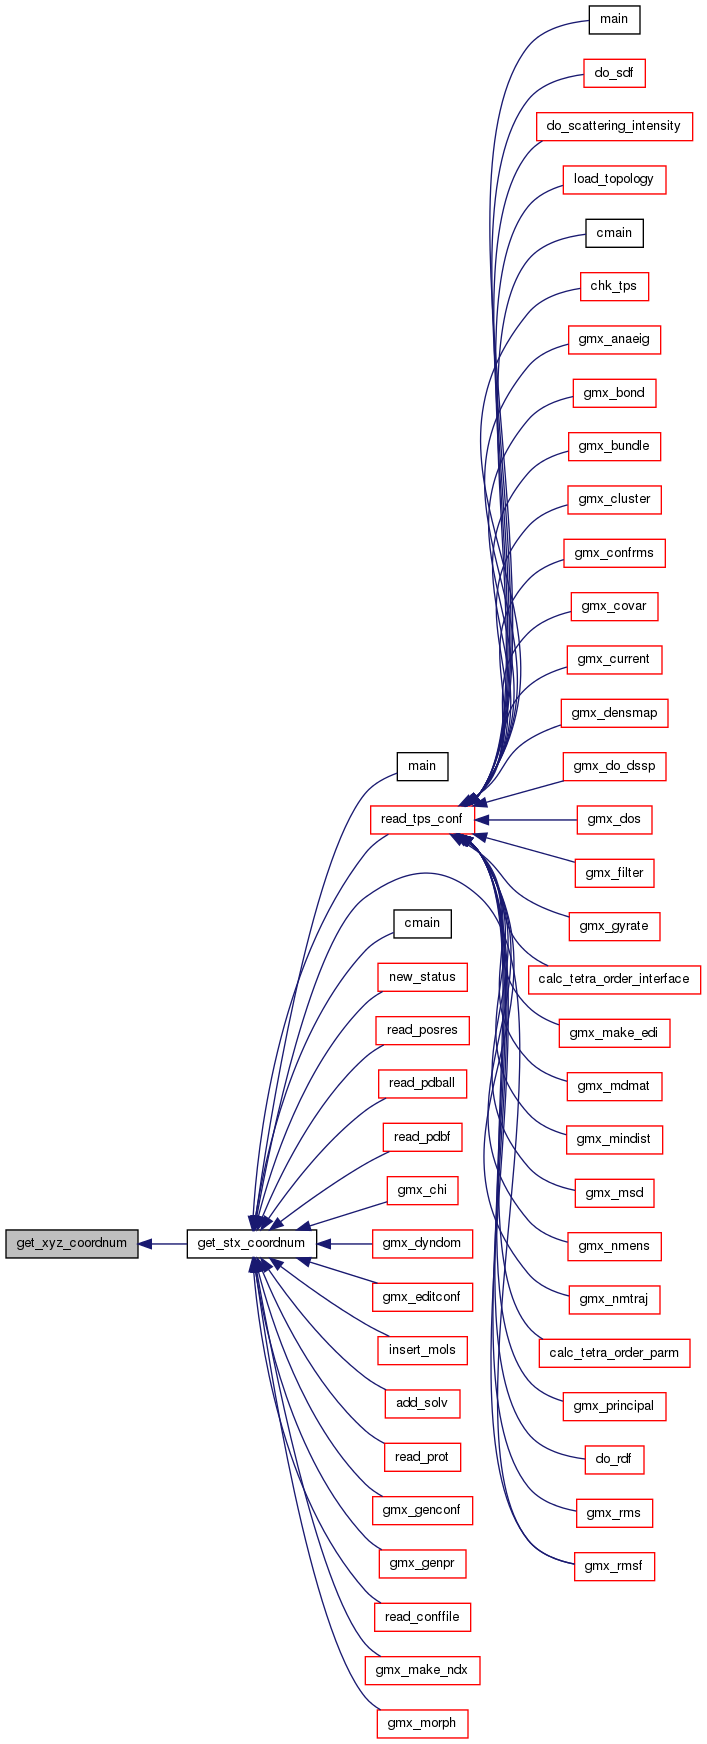 main
do_sdf
do_scattering_intensity
load_topology
cmain
chk_tps
gmx_anaeig
gmx_bond
gmx_bundle
gmx_cluster
gmx_confrms
gmx_covar
gmx_current
gmx_densmap
main
gmx_do_dssp
read_tps_conf
gmx_dos
gmx_filter
cmain
gmx_gyrate
new_status
calc_tetra_order_interface
read_posres
gmx_make_edi
read_pdball
gmx_mdmat
read_pdbf
gmx_mindist
gmx_chi
gmx_msd
get_xyz_coordnum
get_stx_coordnum
gmx_dyndom
gmx_nmens
gmx_editconf
gmx_nmtraj
insert_mols
calc_tetra_order_parm
add_solv
gmx_principal
read_prot
do_rdf
gmx_genconf
gmx_rms
gmx_genpr
gmx_rmsf
read_conffile
gmx_make_ndx
gmx_morph